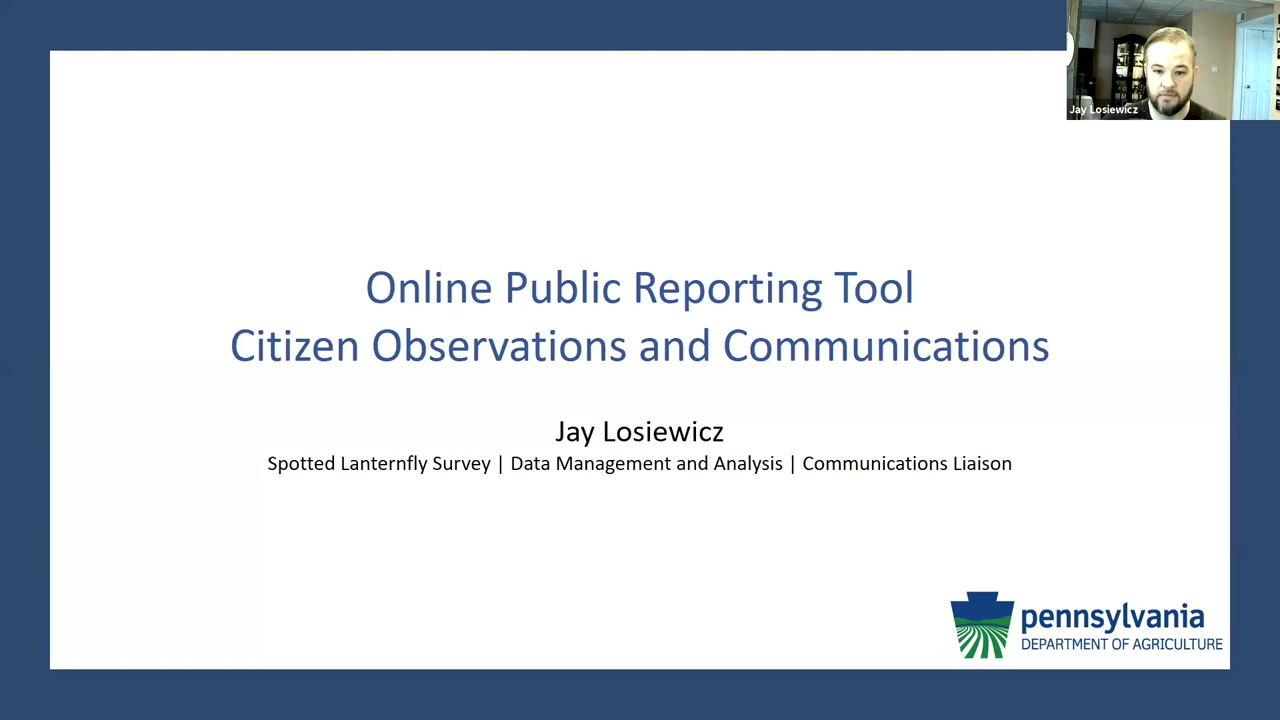 Jay Losiewicz
Online Public Reporting Tool
Citizen Observations and Communications
Jay Losiewicz
Spotted Lanternfly Survey | Data Management and Analysis | Communications Liaison
pennsylvania
DEPARTMENT OF AGRICULTURE